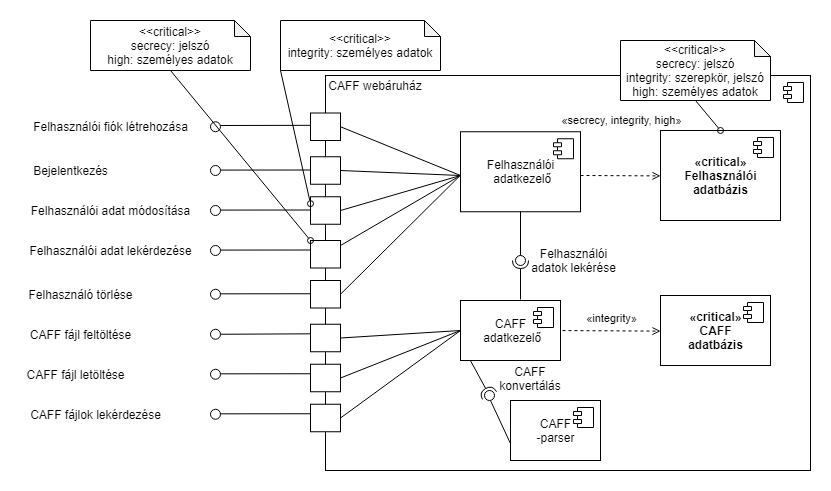 <<critical>>
secrecy: jelszó
high: személyes adatok
<<critical>>
integrity: személyes adatok
<<critical>>
secrecy: jelszó
integrity: szerepkör, jelszó
high: személyes adatok
CAFF webáruház
«secrecy, integrity, high»
Felhasználói fiók létrehozása
Bejelentkezés
Felhasználói adat módosítása
Felhasználói adat lekérdezése
Felhasználó törlése
CAFF fájl feltöltése
CAFF fájl letöltése
CAFF fájlok lekérdezése
Felhasználói
adatkezelő
«critical»
Felhasználói
adatbázis
Felhasználói
adatok lekérése
CAFF
adatkezelő
«integrity»
«critical»
CAFF
adatbázis
CAFF
konvertálás
CAFF
-parser